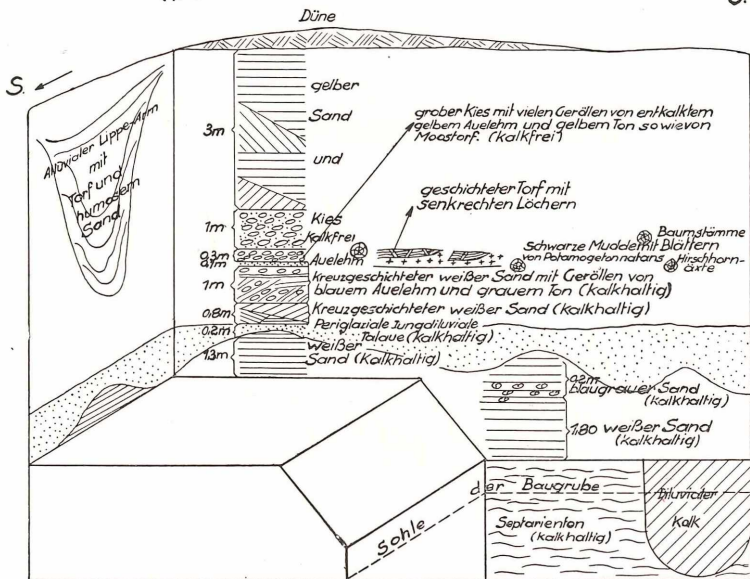 Düne
S.
gelber
Sand
und
3m
grober Kies mit vielen Geröllen von entkalktem
gelbem Auelehm und gelbem Ton sowie von
Moostorf. (kalkfrei)
Alluvialer Lippe-Arm
mit
Torf und
humosem
Sand
geschichteter Torf mit
senkrechten Löchern
1m
Kies
kalkfrei
0,3m
Auelehm
0,1m
Baumstämme
Schwarze Mudde mit Blättern
von Potamogeton natans
Hirschhorn-
äxte
1m
Kreuzgeschichteter weißer Sand mit Geröllen von
blauem Auelehm und grauem Ton (kalkhaltig)
0,8m
Kreuzgeschichteter weißer Sand (kalkhaltig)
0,2m
Periglaziale Jungdiluviale
Talaue (kalkhaltig)
1,3m
weißer
Sand (kalkhaltig)
0,2m
blaugrauer Sand
(kalkhaltig)
1,80 weißer Sand
(kalkhaltig)
Sohle der Baugrube
Septarienton
(kalkhaltig)
Diluvialer
Kolk